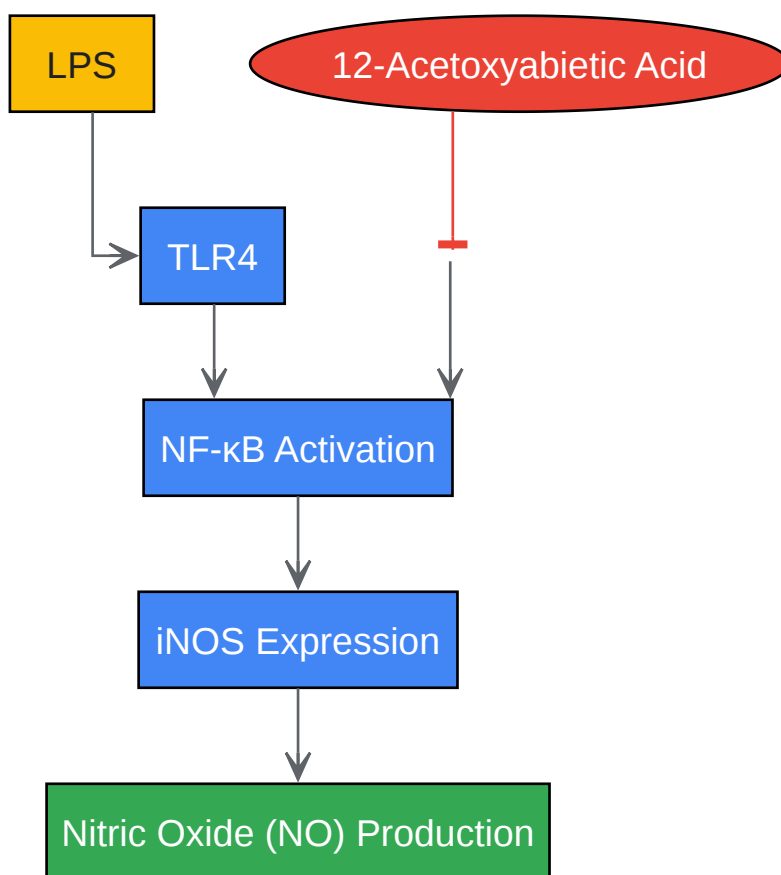 LPS
12-Acetoxyabietic Acid
TLR4
NF-κB Activation
iNOS Expression
Nitric Oxide (NO) Production